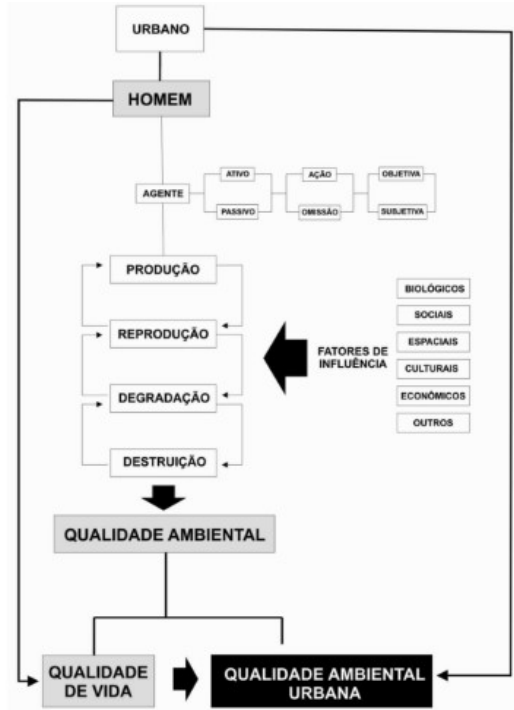 URBANO
HOMEM
AGENTE
ATIVO
AÇÃO
OBJETIVA
PASSIVO
OMISSÃO
SUBJETIVA
PRODUÇÃO
REPRODUÇÃO
DEGRADAÇÃO
DESTRUIÇÃO
FATORES DE
INFLUÊNCIA
BIOLÓGICOS
SOCIAIS
ESPACIAIS
CULTURAIS
ECONÔMICOS
OUTROS
QUALIDADE AMBIENTAL
QUALIDADE
DE VIDA
QUALIDADE AMBIENTAL
URBANA